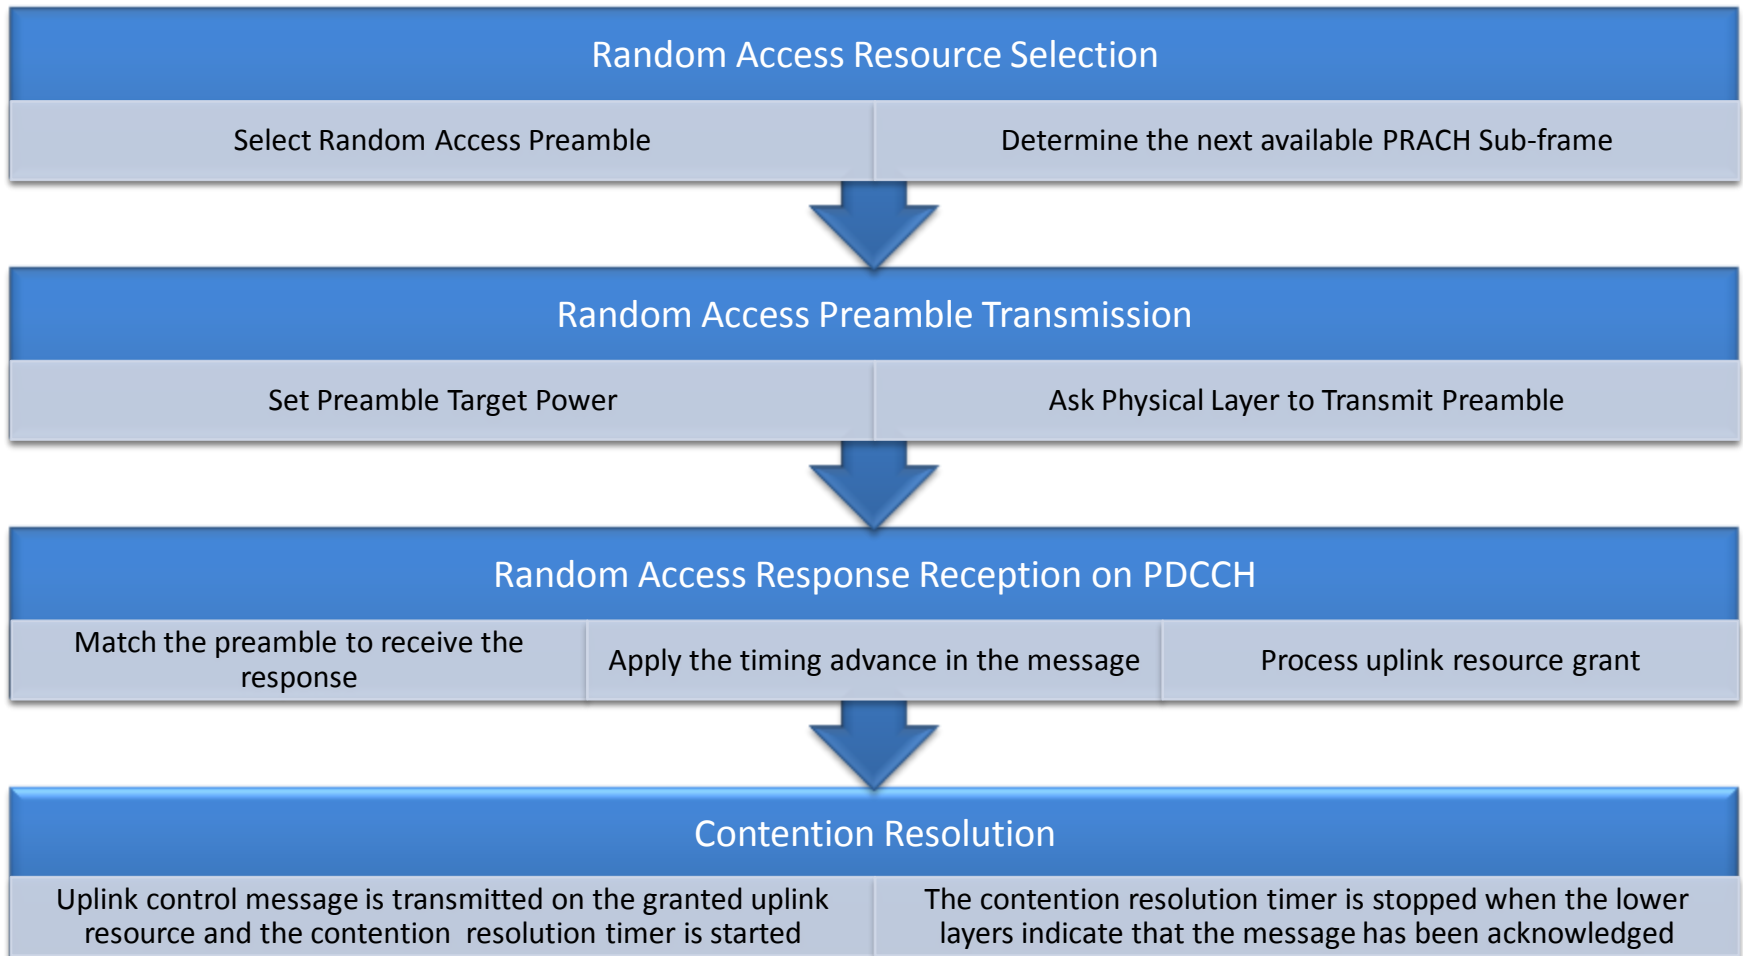 Random Access Resource Selection
Select Random Access Preamble
Determine the next available PRACH Sub-frame
Random Access Preamble Transmission
Set Preamble Target Power
Ask Physical Layer to Transmit Preamble
Random Access Response Reception on PDCCH
Match the preamble to receive the
response
Apply the timing advance in the message
Process uplink resource grant
Contention Resolution
Uplink control message is transmitted on the granted uplink
resource and the contention resolution timer is started
The contention resolution timer is stopped when the lower
layers indicate that the message has been acknowledged